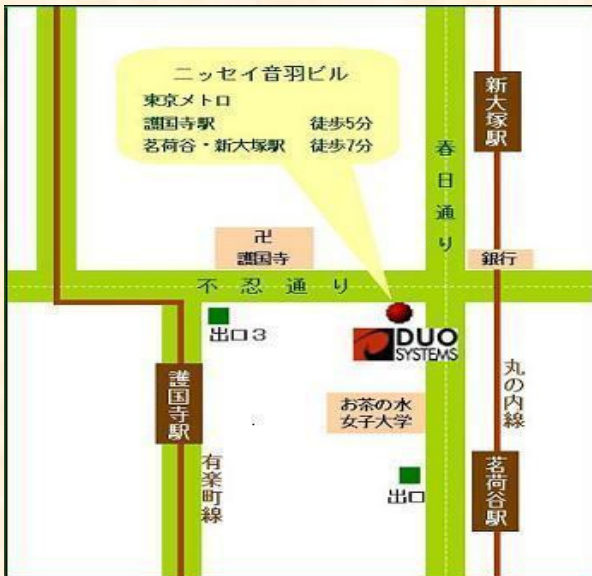 ニッセイ音羽ビル
東京メトロ
護国寺駅 徒歩5分
茗荷谷・新大塚駅 徒歩7分
新大塚駅
春日通り
卍
護国寺
銀行
不忍通り
出口3
DUO
SYSTEMS
護国寺駅
お茶の水
女子大学
丸の内線
有楽町線
出口
茗荷谷駅